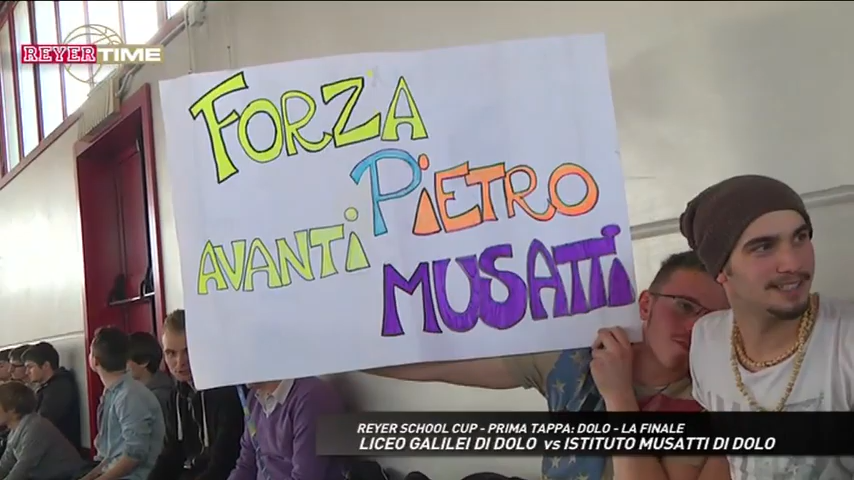 REYER TIME
FORZA
PIETRO
AVANTI
MUSATTI
REYER SCHOOL CUP - PRIMA TAPPA: DOLO - LA FINALE
LICEO GALILEI DI DOLO vs ISTITUTO MUSATTI DI DOLO